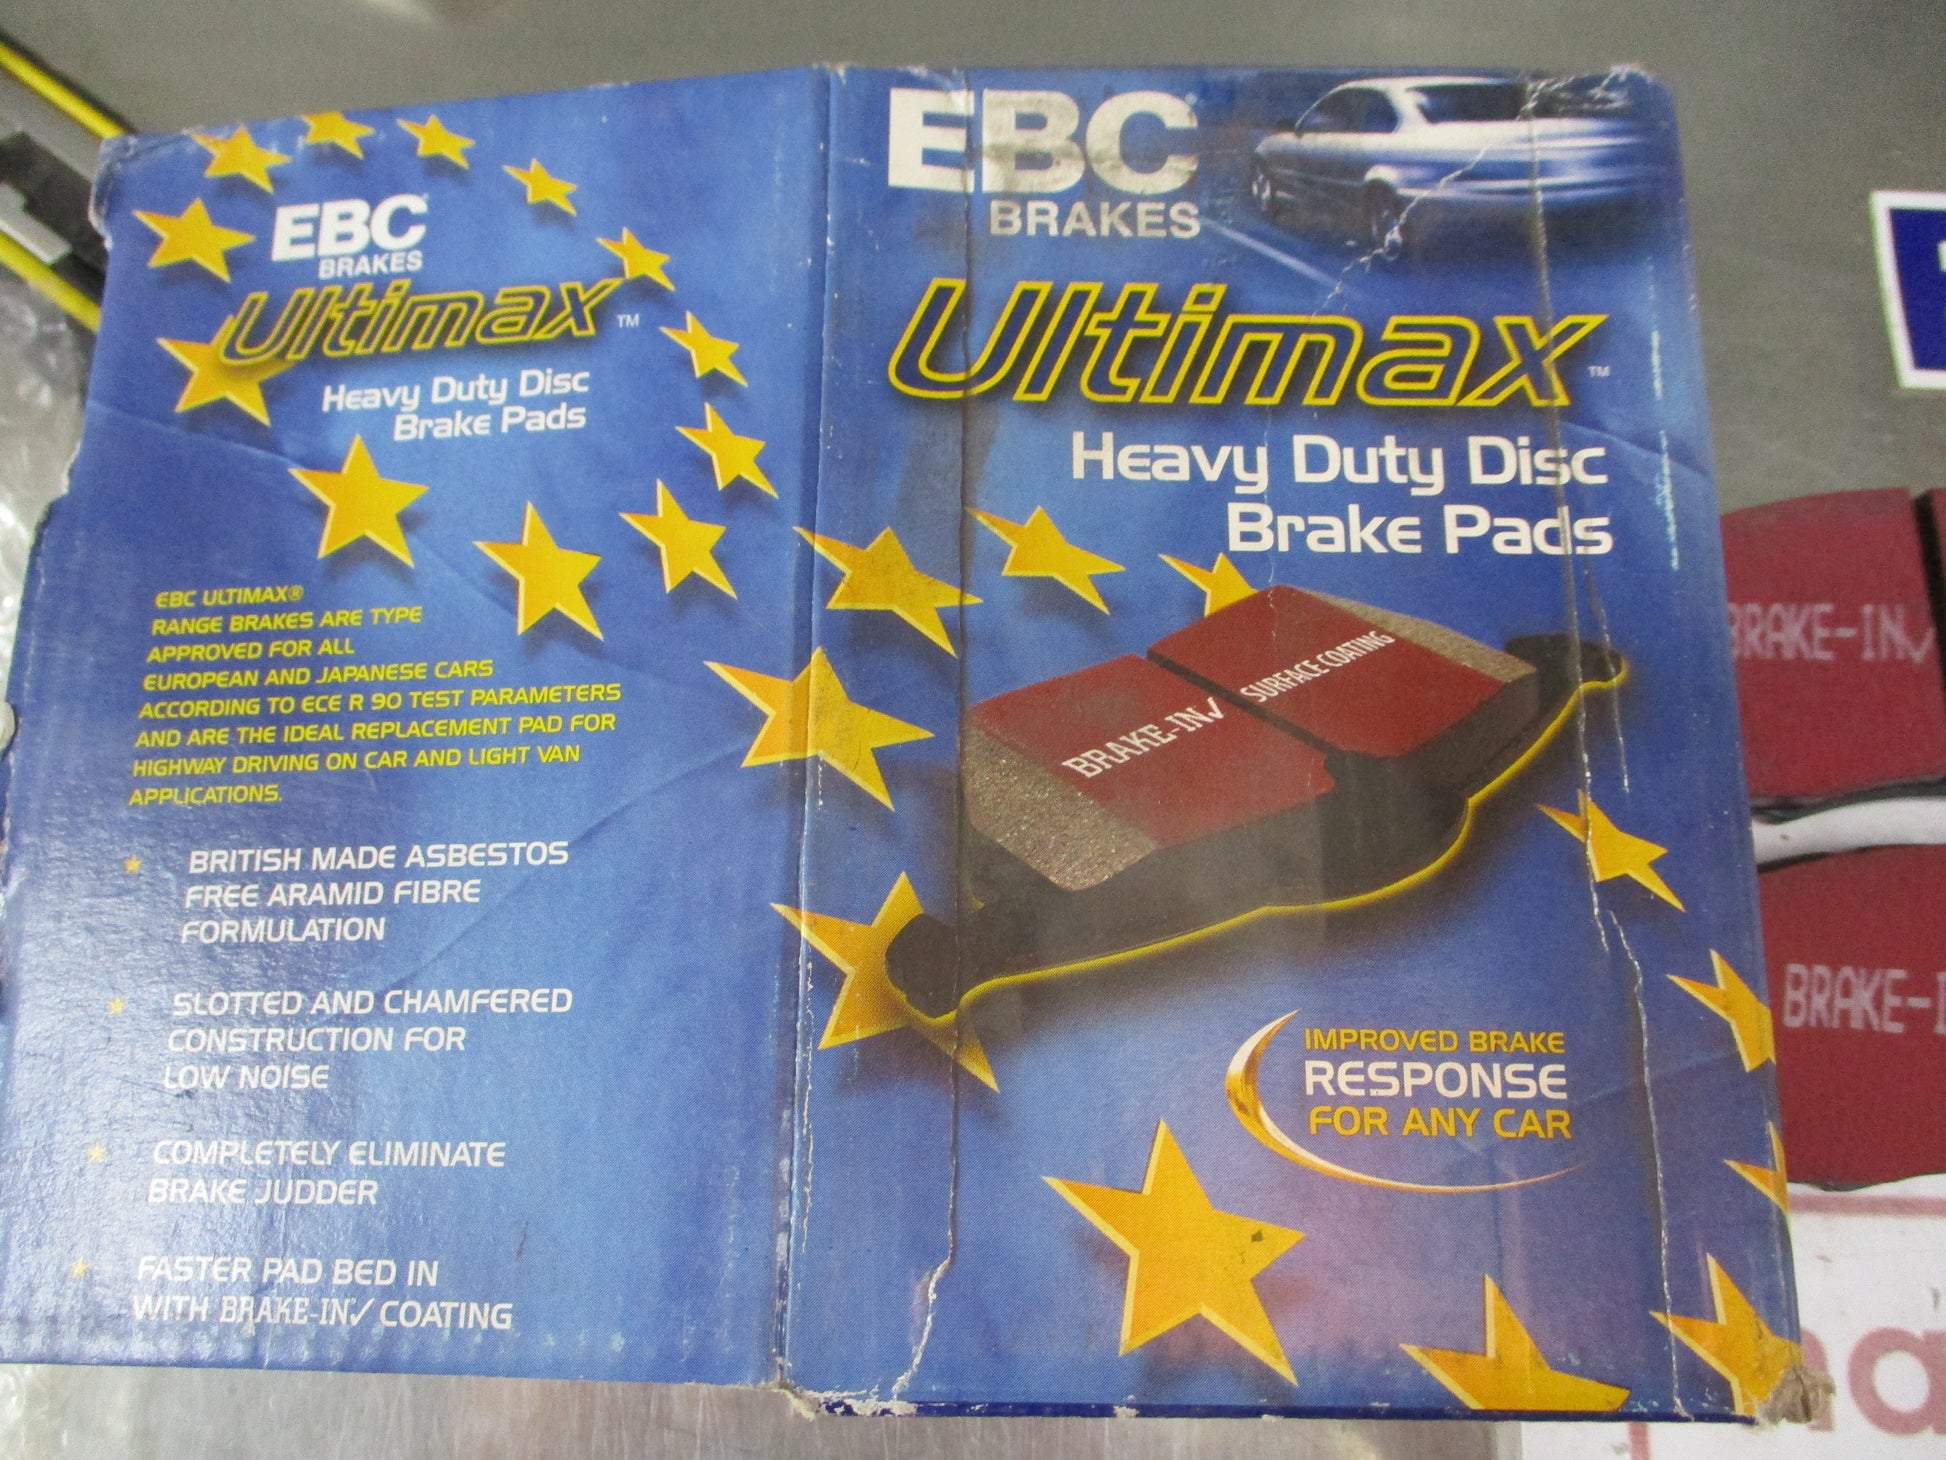 EBC
BRAKES
Ultimax™
Heavy Duty Disc
Brake Pads
EBC ULTIMAX®
RANGE BRAKES ARE TYPE
APPROVED FOR ALL
EUROPEAN AND JAPANESE CARS
ACCORDING TO ECE R 90 TEST PARAMETERS
AND ARE THE IDEAL REPLACEMENT PAD FOR
HIGHWAY DRIVING ON CAR AND LIGHT VAN
APPLICATIONS.
BRITISH MADE ASBESTOS
FREE ARAMID FIBRE
FORMULATION
SLOTTED AND CHAMFERED
CONSTRUCTION FOR
LOW NOISE
COMPLETELY ELIMINATE
BRAKE JUDDER
FASTER PAD BED IN
WITH BRAKE-IN✓ COATING
EBC
BRAKES
Ultimax™
Heavy Duty Disc
Brake Pads
BRAKE-IN✓ SURFACE COATING
IMPROVED BRAKE
RESPONSE
FOR ANY CAR
BRAKE-IN✓
BRAKE-I
na